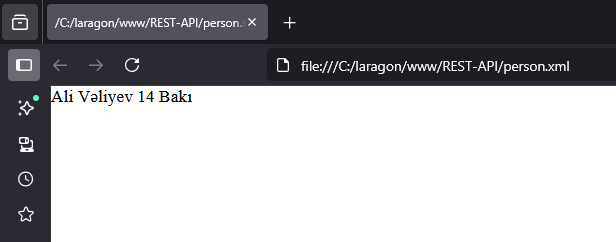 /C:/laragon/www/REST-API/person.
file:///C:/laragon/www/REST-API/person.xml
Ali Vəliyev 14 Bakı